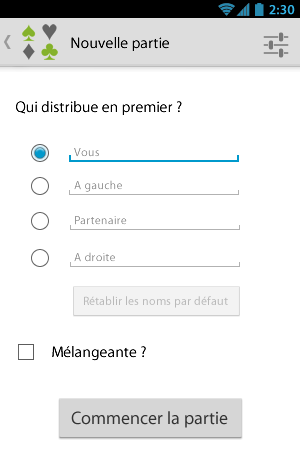 2:30
Nouvelle partie
Qui distribue en premier ?
Vous
A gauche
Partenaire
A droite
Rétablir les noms par défaut
Mélangeante ?
Commencer la partie